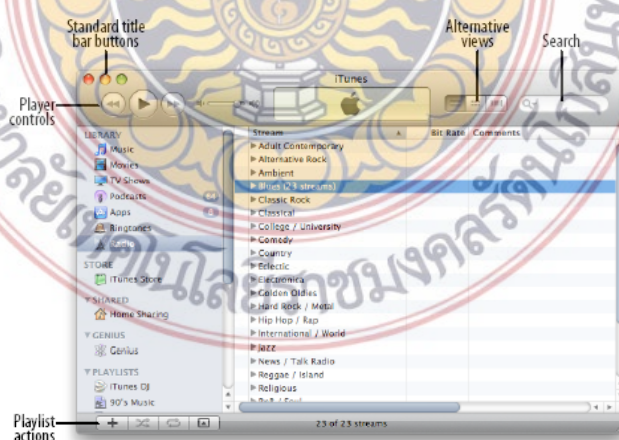 Standard title
bar buttons
Alternative
views
Search
Player
controls
iTunes
LIBRARY
Music
Movies
TV Shows
Podcasts
Apps
Ringtones
Radio
STORE
iTunes Store
SHARED
Home Sharing
GENIUS
Genius
PLAYLISTS
iTunes DJ
90's Music
Stream Bit Rate Comments
Adult Contemporary
Alternative Rock
Ambient
Blues (23 streams)
Classic Rock
Classical
College / University
Comedy
Country
Eclectic
Electronica
Golden Oldies
Hard Rock / Metal
Hip Hop / Rap
International / World
Jazz
News / Talk Radio
Reggae / Island
Religious
RnB / Soul
23 of 23 streams
Playlist
actions